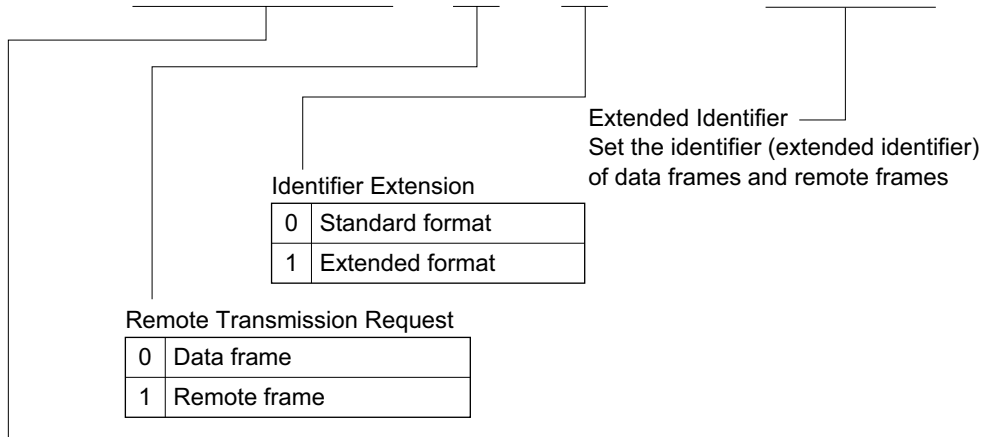 Extended Identifier
Set the identifier (extended identifier)
of data frames and remote frames
Identifier Extension
0 Standard format
1 Extended format
Remote Transmission Request
0 Data frame
1 Remote frame